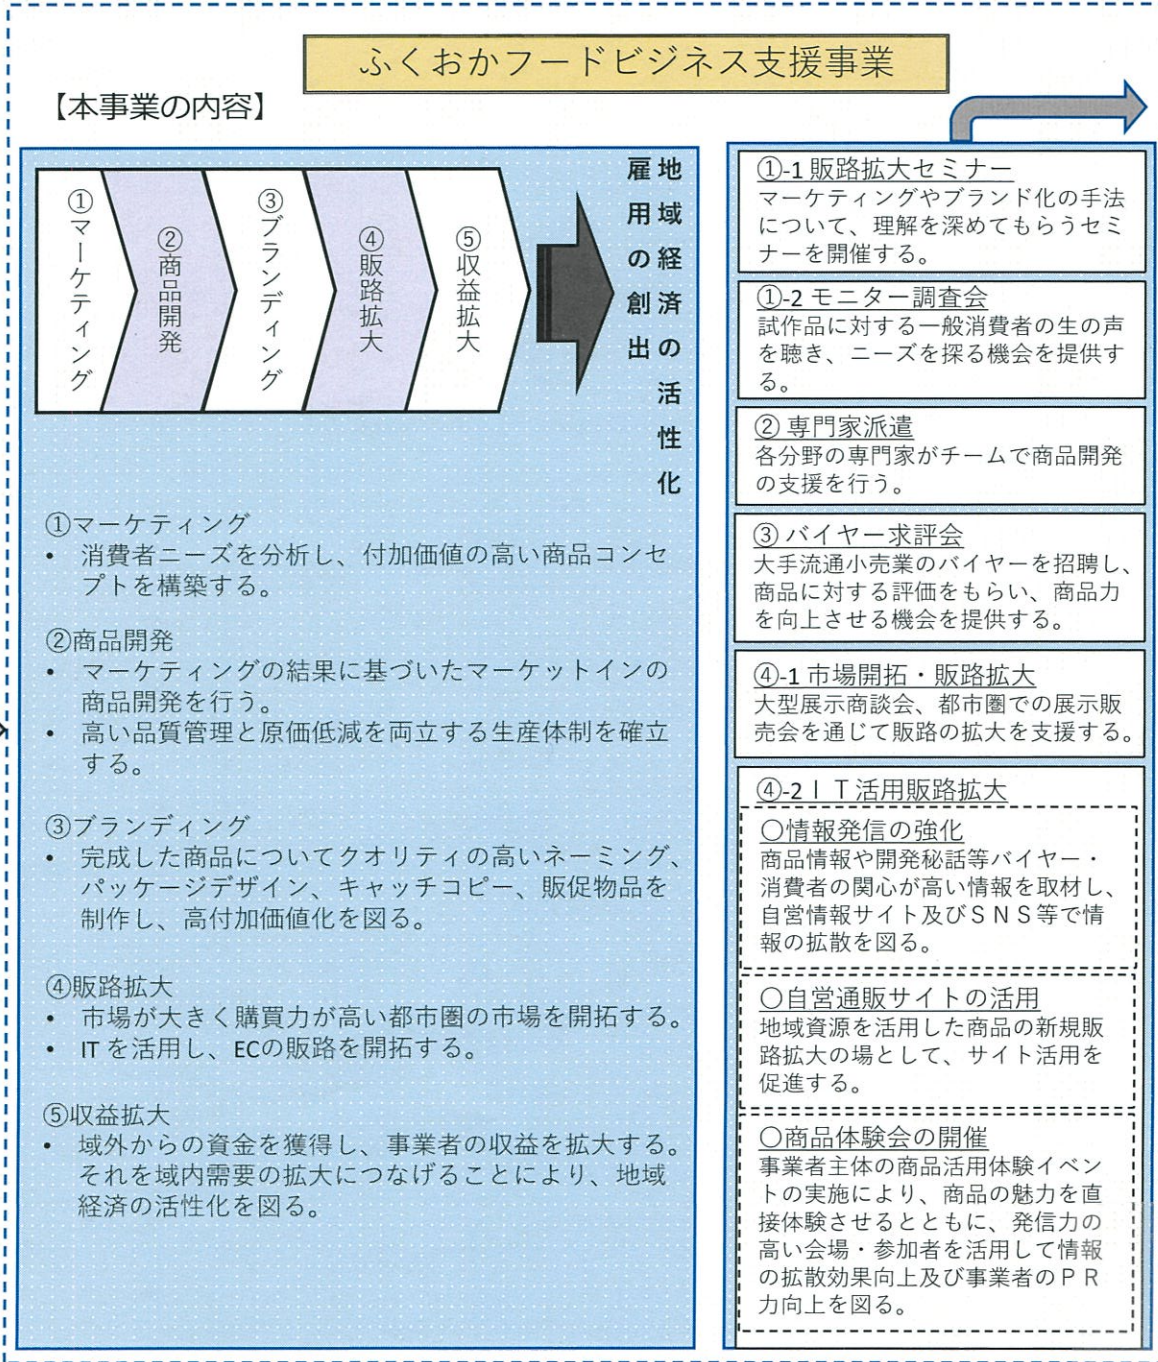 ふくおかフードビジネス支援事業
【本事業の内容】
①マーケティング
②商品開発
③ブランディング
④販路拡大
⑤収益拡大
地域経済の活性化
雇用の創出
①マーケティング
• 消費者ニーズを分析し、付加価値の高い商品コンセ
プトを構築する。
②商品開発
• マーケティングの結果に基づいたマーケットインの
商品開発を行う。
• 高い品質管理と原価低減を両立する生産体制を確立
する。
③ブランディング
• 完成した商品についてクオリティの高いネーミング、
パッケージデザイン、キャッチコピー、販促物品を
制作し、高付加価値化を図る。
④販路拡大
• 市場が大きく購買力が高い都市圏の市場を開拓する。
• IT を活用し、ECの販路を開拓する。
⑤収益拡大
• 域外からの資金を獲得し、事業者の収益を拡大する。
それを域内需要の拡大につなげることにより、地域
経済の活性化を図る。
①-1 販路拡大セミナー
マーケティングやブランド化の手法
について、理解を深めてもらうセミ
ナーを開催する。
①-2 モニター調査会
試作品に対する一般消費者の生の声
を聴き、ニーズを探る機会を提供す
る。
② 専門家派遣
各分野の専門家がチームで商品開発
の支援を行う。
③ バイヤー求評会
大手流通小売業のバイヤーを招聘し、
商品に対する評価をもらい、商品力
を向上させる機会を提供する。
④-1 市場開拓・販路拡大
大型展示商談会、都市圏での展示販
売会を通じて販路の拡大を支援する。
④-2ＩＴ活用販路拡大
〇情報発信の強化
商品情報や開発秘話等バイヤー・
消費者の関心が高い情報を取材し、
自営情報サイト及びＳＮＳ等で情
報の拡散を図る。
〇自営通販サイトの活用
地域資源を活用した商品の新規販
路拡大の場として、サイト活用を
促進する。
〇商品体験会の開催
事業者主体の商品活用体験イベン
トの実施により、商品の魅力を直
接体験させるとともに、発信力の
高い会場・参加者を活用して情報
の拡散効果向上及び事業者のＰＲ
力向上を図る。